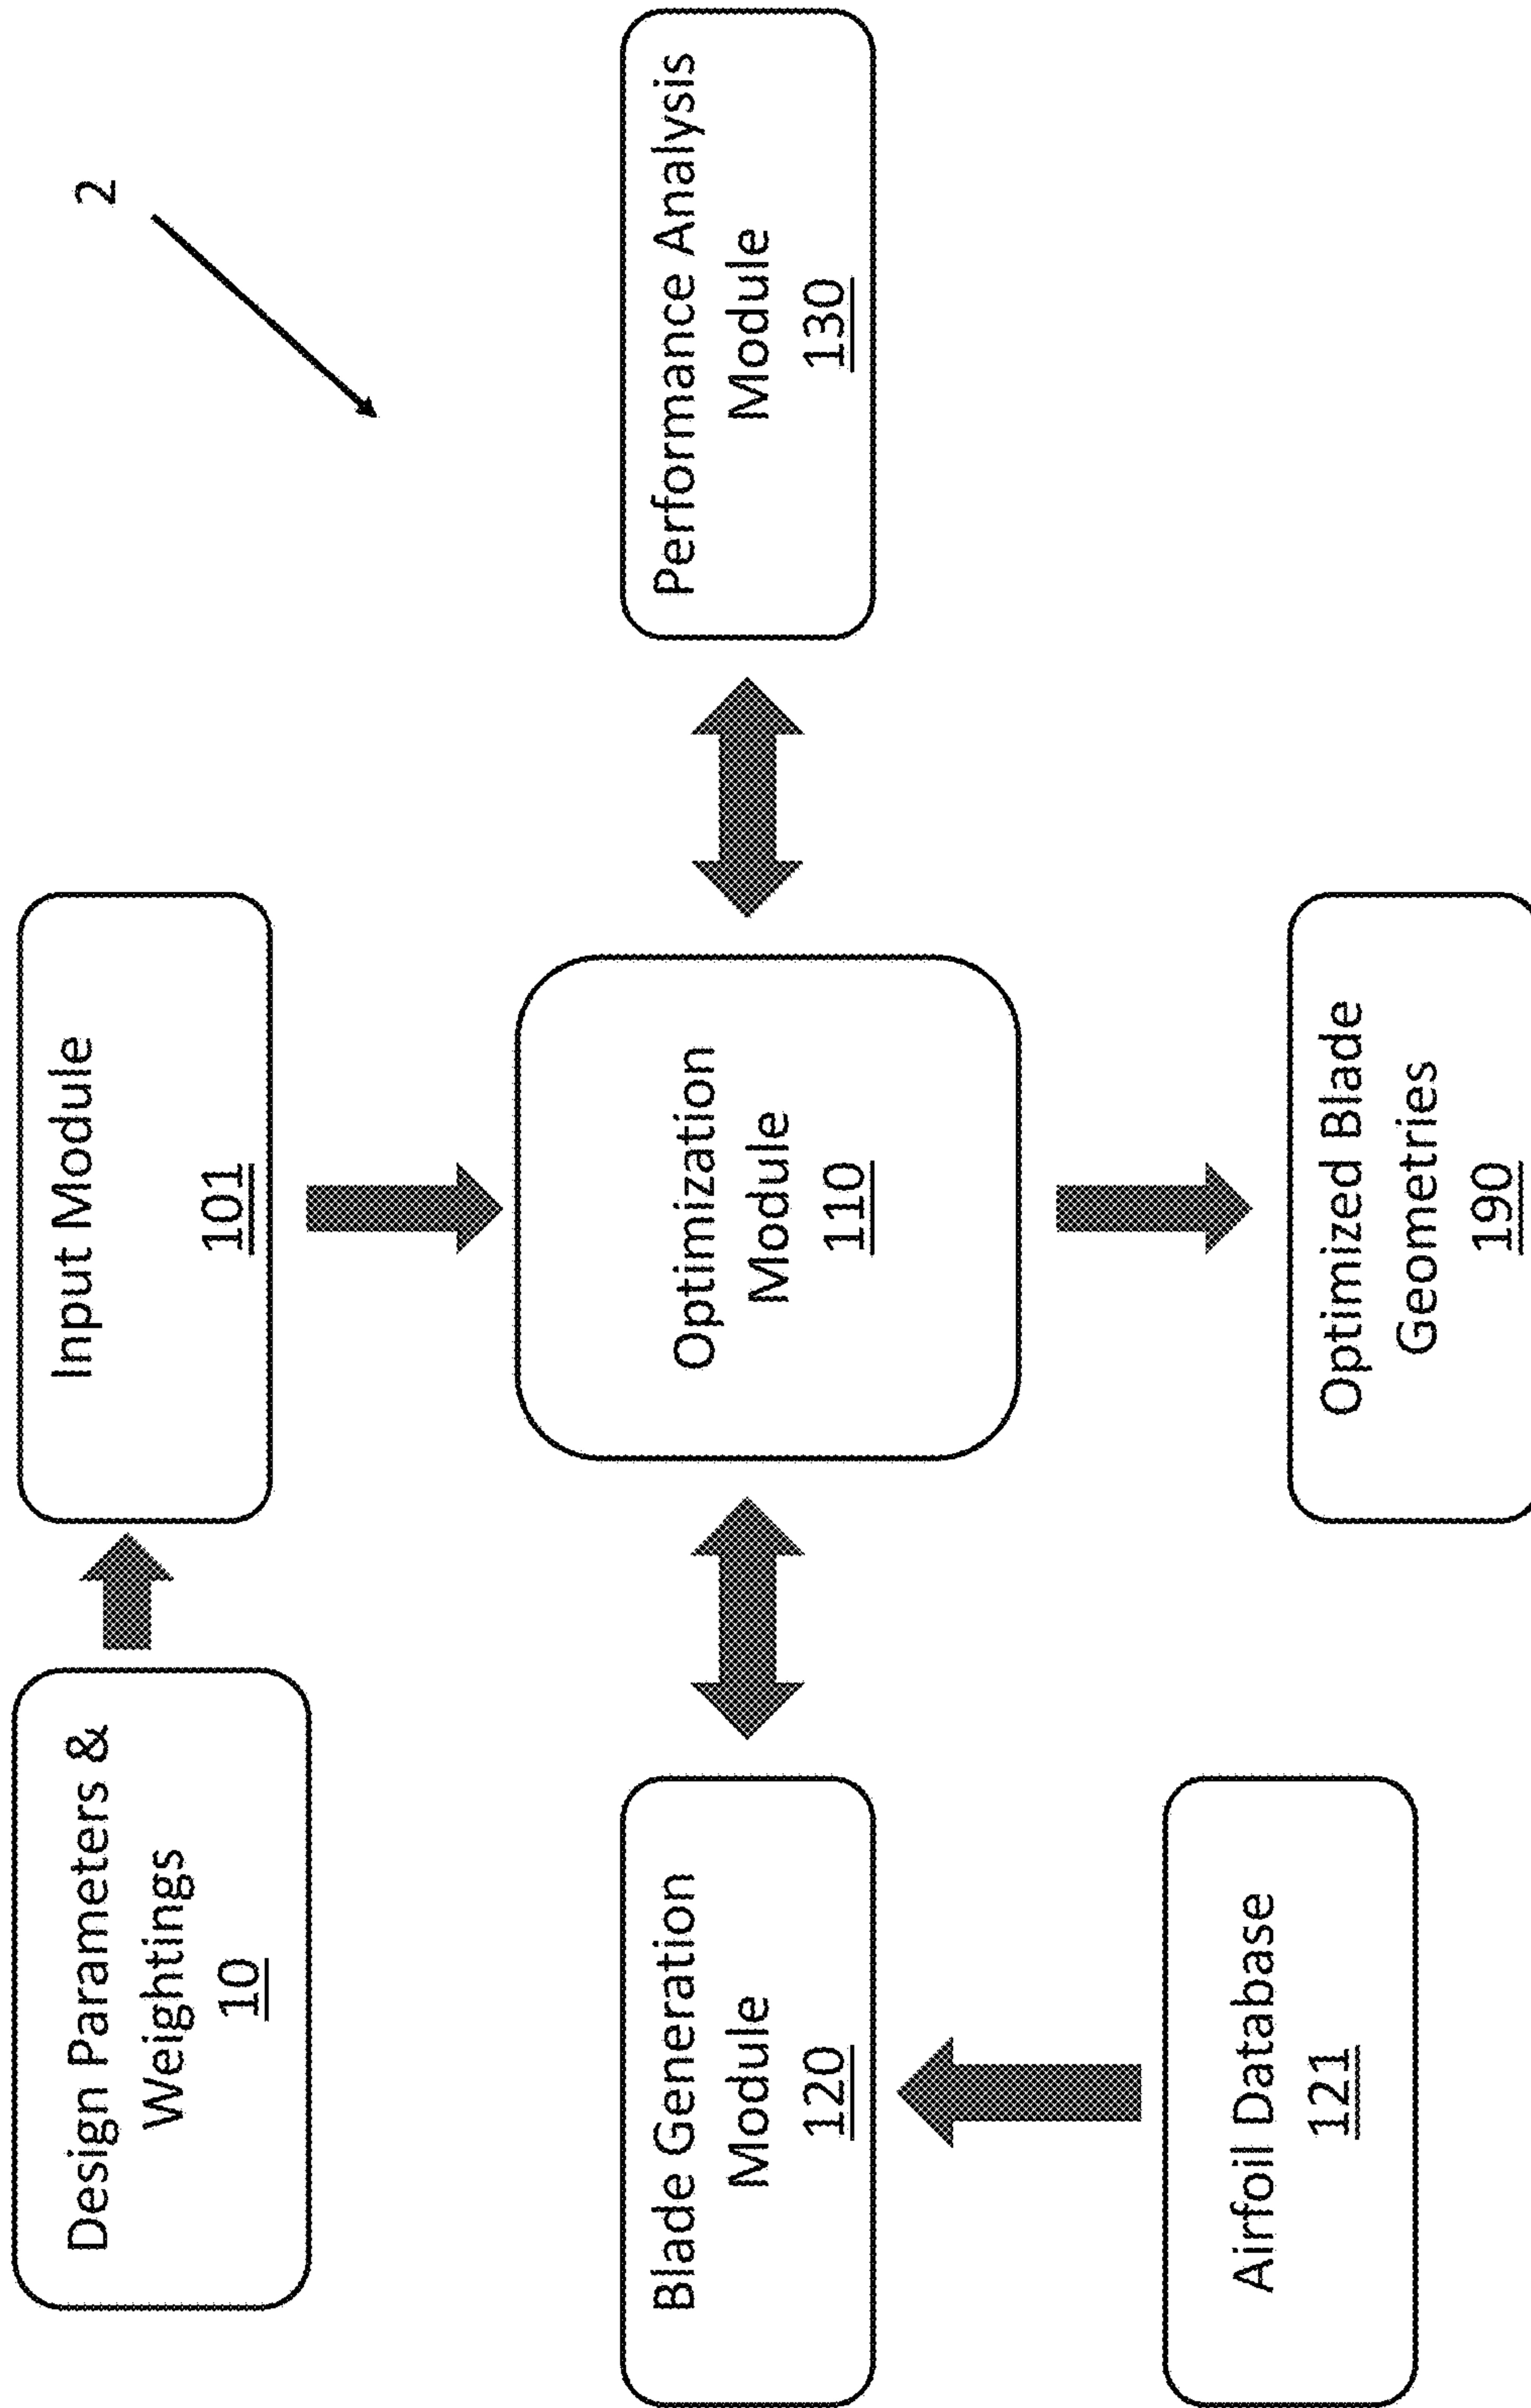 2
Design Parameters &
Weightings
10
Input Module
101
Blade Generation
Module
120
Optimization
Module
110
Performance Analysis
Module
130
Airfoil Database
121
Optimized Blade
Geometries
190